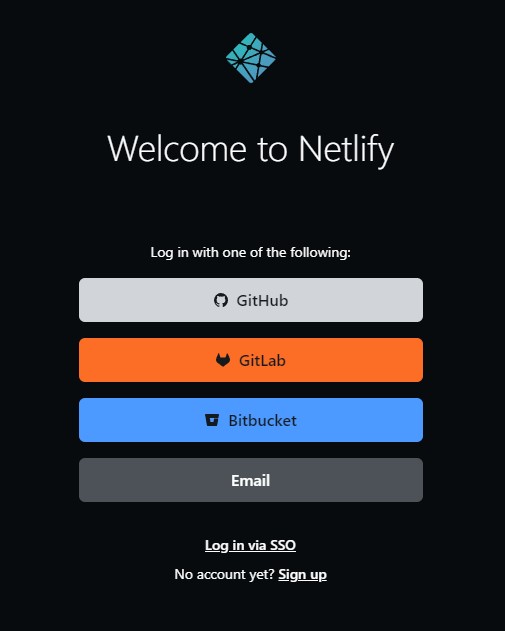 Welcome to Netlify
Log in with one of the following:
GitHub
GitLab
Bitbucket
Email
Log in via SSO
No account yet? Sign up